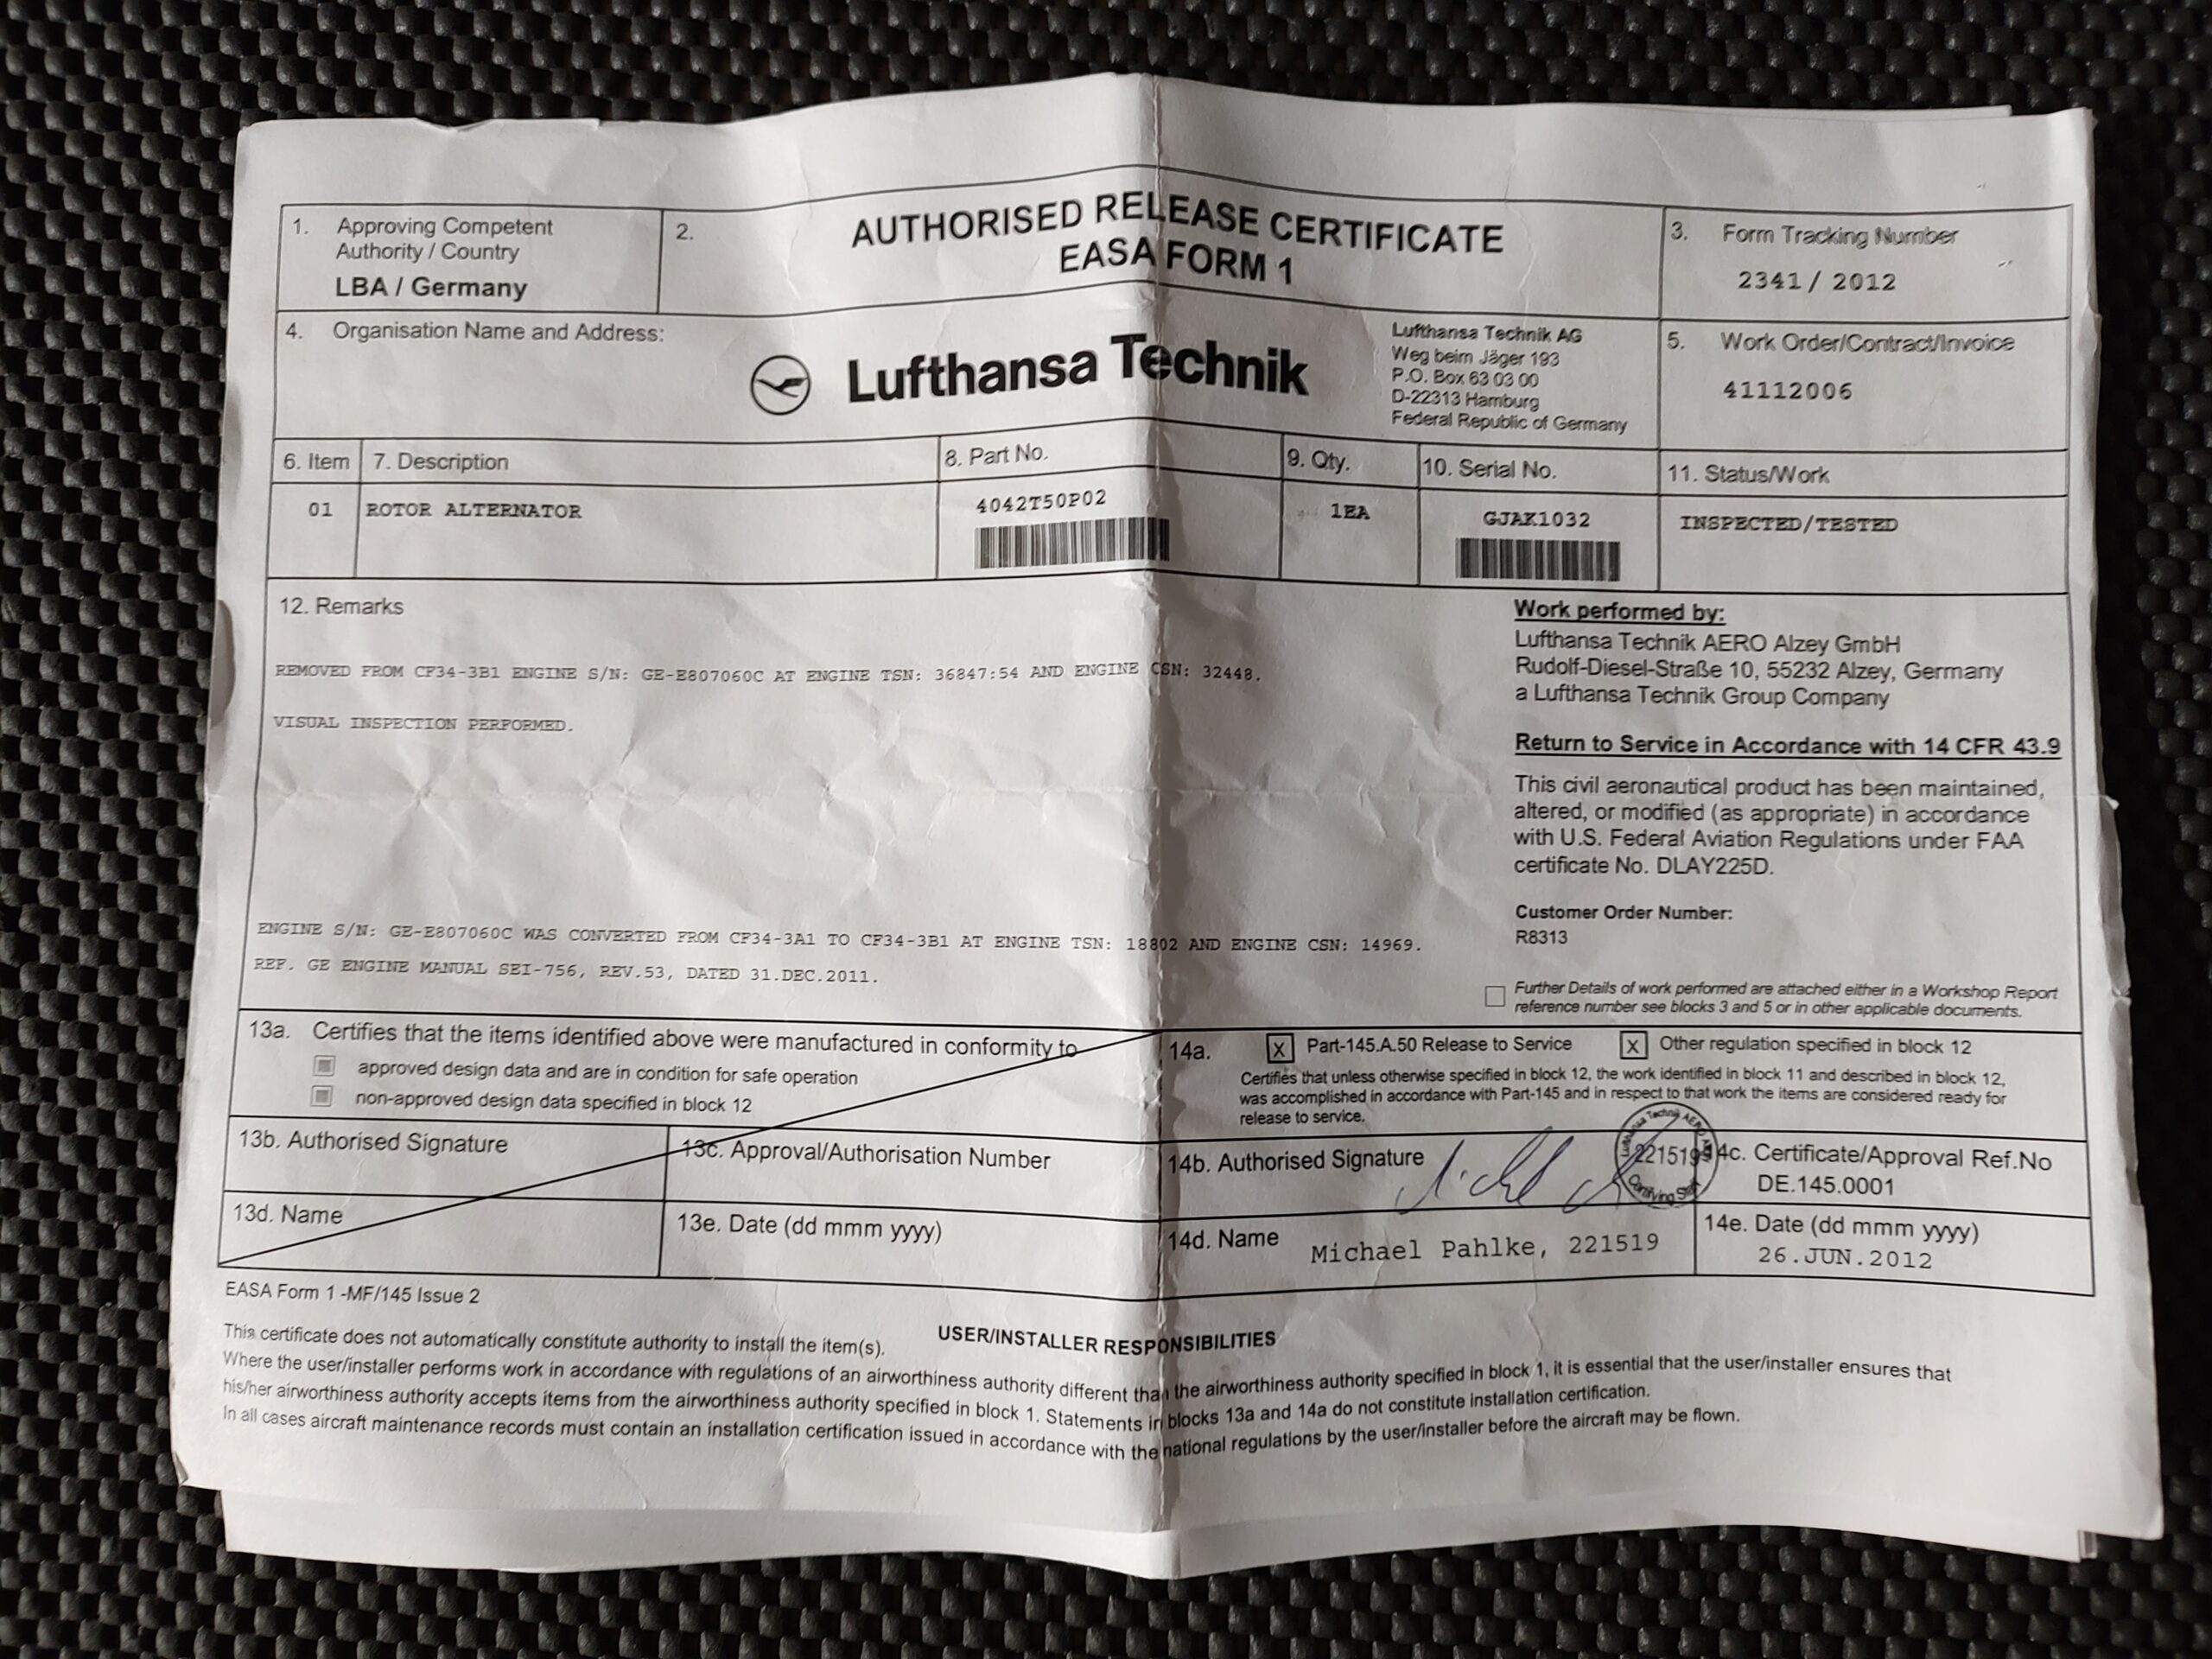 1. Approving Competent Authority / Country
LBA / Germany
2. AUTHORISED RELEASE CERTIFICATE
EASA FORM 1
3. Form Tracking Number
2341 / 2012
4. Organisation Name and Address:
Lufthansa Technik
Lufthansa Technik AG
Weg beim Jäger 193
P.O. Box 63 03 00
D-22313 Hamburg
Federal Republic of Germany
5. Work Order/Contract/Invoice
41112006
6. Item 7. Description 8. Part No. 9. Qty. 10. Serial No. 11. Status/Work
01 ROTOR ALTERNATOR 4042T50P02 1EA GJAK1032 INSPECTED/TESTED
12. Remarks
REMOVED FROM CF34-3B1 ENGINE S/N: GE-E807060C AT ENGINE TSN: 36847:54 AND ENGINE CSN: 32448.
VISUAL INSPECTION PERFORMED.
ENGINE S/N: GE-E807060C WAS CONVERTED FROM CF34-3A1 TO CF34-3B1 AT ENGINE TSN: 18802 AND ENGINE CSN: 14969.
REF. GE ENGINE MANUAL SEI-756, REV.53, DATED 31.DEC.2011.
Work performed by:
Lufthansa Technik AERO Alzey GmbH
Rudolf-Diesel-Straße 10, 55232 Alzey, Germany
a Lufthansa Technik Group Company
Return to Service in Accordance with 14 CFR 43.9
This civil aeronautical product has been maintained,
altered, or modified (as appropriate) in accordance
with U.S. Federal Aviation Regulations under FAA
certificate No. DLAY225D.
Customer Order Number:
R8313
Further Details of work performed are attached either in a Workshop Report
reference number see blocks 3 and 5 or in other applicable documents.
13a. Certifies that the items identified above were manufactured in conformity to
approved design data and are in condition for safe operation
non-approved design data specified in block 12
14a. X Part-145.A.50 Release to Service X Other regulation specified in block 12
Certifies that unless otherwise specified in block 12, the work identified in block 11 and described in block 12,
was accomplished in accordance with Part-145 and in respect to that work the items are considered ready for
release to service.
13b. Authorised Signature
13c. Approval/Authorisation Number
14b. Authorised Signature
Lufthansa Technik AERO
221519
Certifying Staff
14c. Certificate/Approval Ref.No
DE.145.0001
13d. Name
13e. Date (dd mmm yyyy)
14d. Name Michael Pahlke, 221519
14e. Date (dd mmm yyyy)
26.JUN.2012
EASA Form 1 -MF/145 Issue 2
USER/INSTALLER RESPONSIBILITIES
This certificate does not automatically constitute authority to install the item(s).
Where the user/installer performs work in accordance with regulations of an airworthiness authority different than the airworthiness authority specified in block 1, it is essential that the user/installer ensures that
his/her airworthiness authority accepts items from the airworthiness authority specified in block 1. Statements in blocks 13a and 14a do not constitute installation certification.
In all cases aircraft maintenance records must contain an installation certification issued in accordance with the national regulations by the user/installer before the aircraft may be flown.